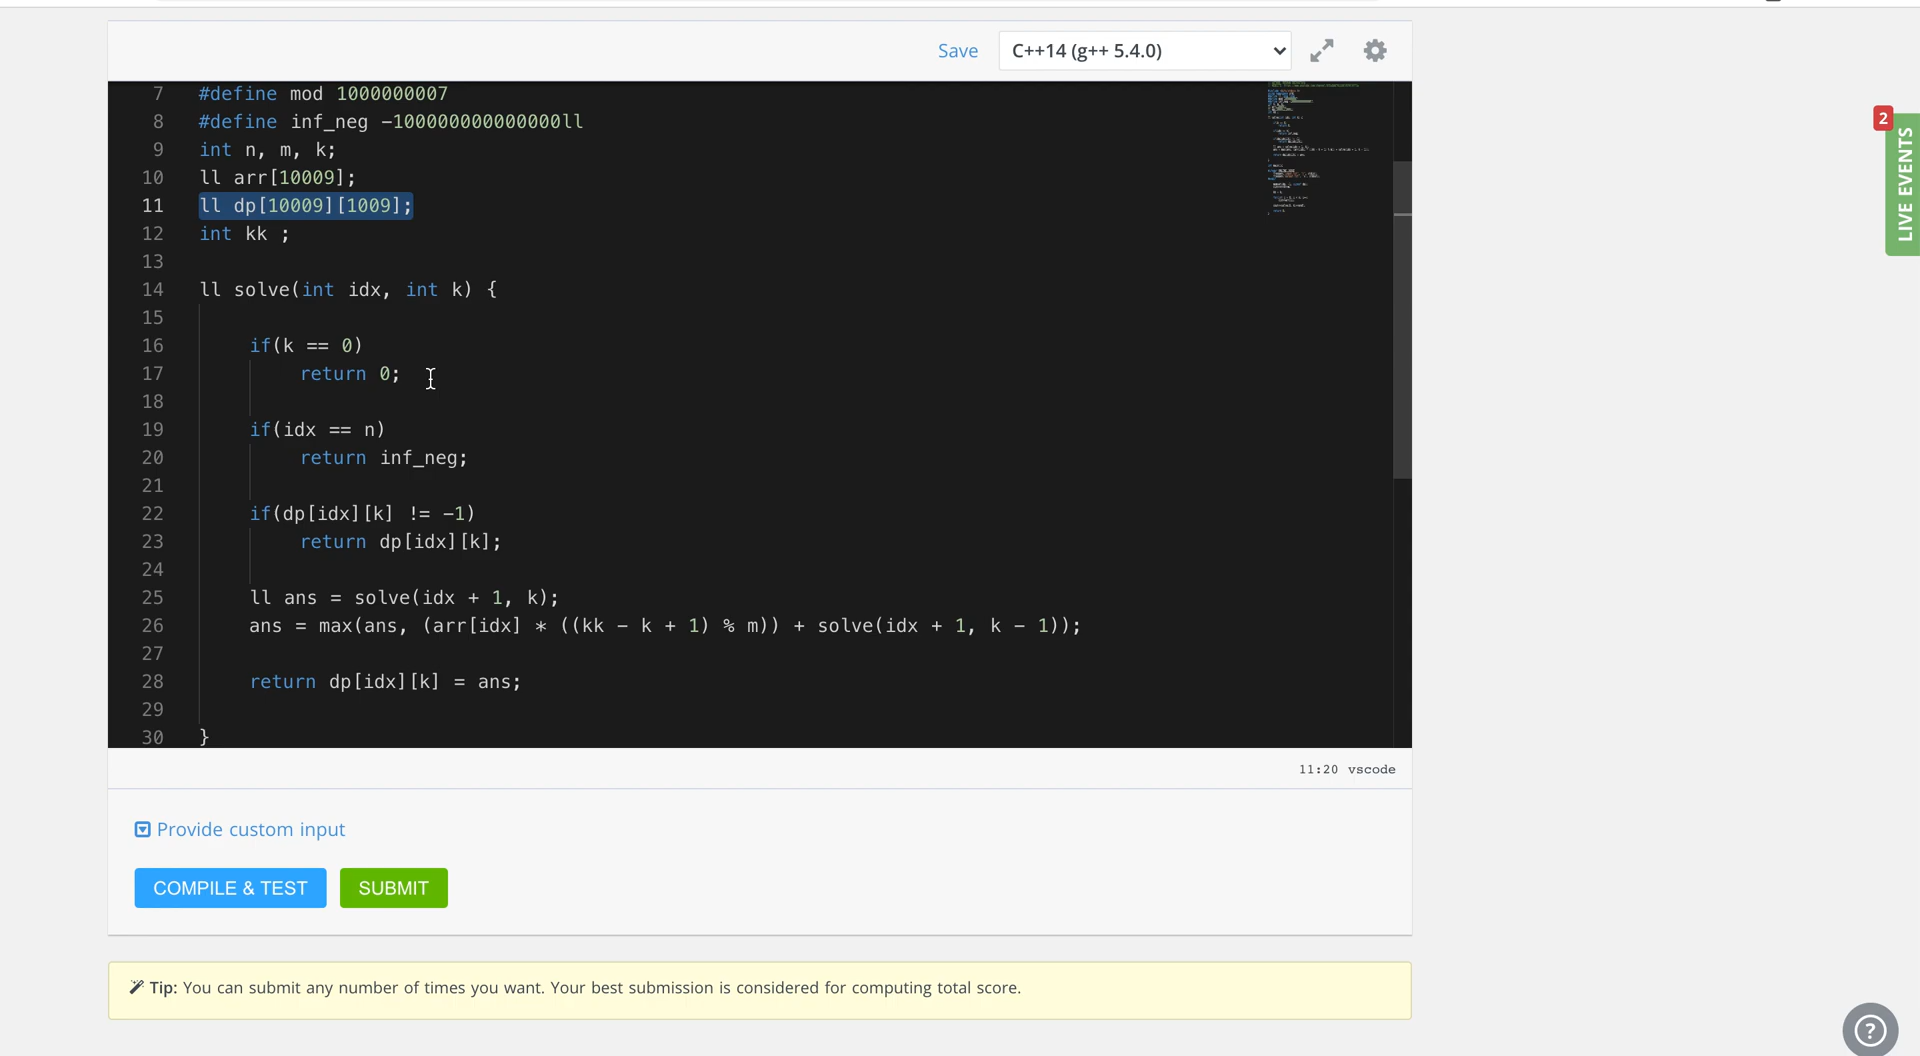 Save
C++14 (g++ 5.4.0)
7 #define mod 1000000007
8 #define inf_neg -1000000000000000ll
9 int n, m, k;
10 ll arr[10009];
11 ll dp[10009][1009];
12 int kk ;
13
14 ll solve(int idx, int k) {
15
16 if(k == 0)
17 return 0;
18
19 if(idx == n)
20 return inf_neg;
21
22 if(dp[idx][k] != -1)
23 return dp[idx][k];
24
25 ll ans = solve(idx + 1, k);
26 ans = max(ans, (arr[idx] * ((kk - k + 1) % m)) + solve(idx + 1, k - 1));
27
28 return dp[idx][k] = ans;
29
30 }
11:20 vscode
Provide custom input
COMPILE & TEST
SUBMIT
Tip: You can submit any number of times you want. Your best submission is considered for computing total score.
2
LIVE EVENTS
?